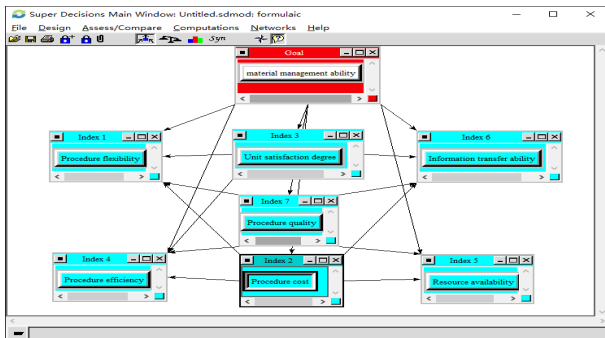 Super Decisions Main Window: Untitled.sdmod: formulaic
File Design Assess/Compare Computations Networks Help
Syn
Goal
material management ability
Index 1
Procedure flexibility
Index 3
Unit satisfaction degree
Index 6
Information transfer ability
Index 7
Procedure quality
Index 4
Procedure efficiency
Index 2
Procedure cost
Index 5
Resource availability